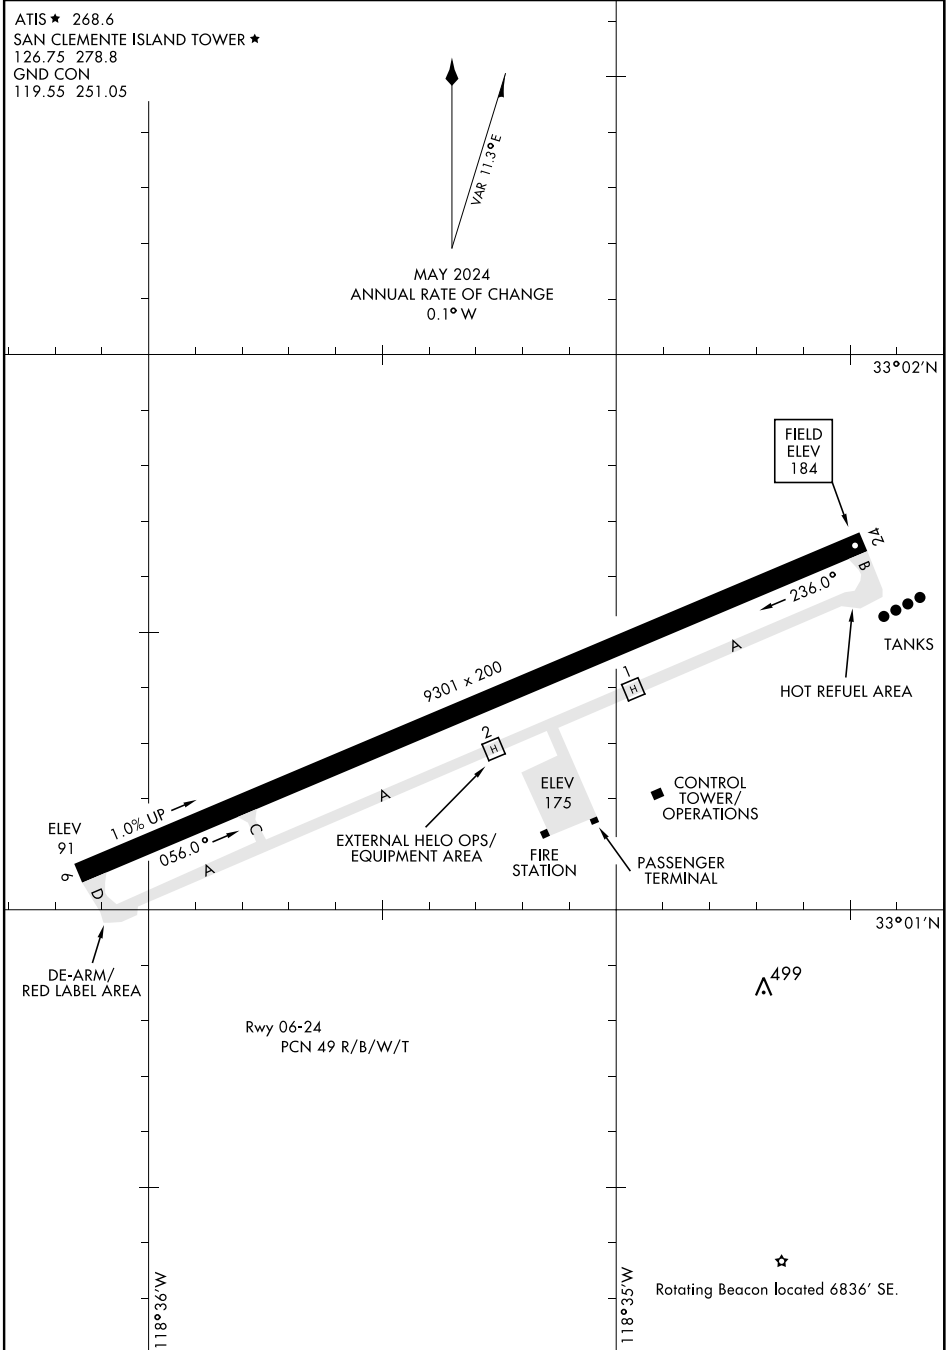 ATIS ★ 268.6
SAN CLEMENTE ISLAND TOWER ★
126.75 278.8
GND CON
119.55 251.05
VAR 11.3° E
MAY 2024
ANNUAL RATE OF CHANGE
0.1° W
33°02'N
FIELD
ELEV
184
24
B
236.0°
TANKS
A
HOT REFUEL AREA
9301 x 200
1
H
2
H
ELEV
175
CONTROL
TOWER/
OPERATIONS
A
1.0% UP
ELEV
91
056.0°
C
EXTERNAL HELO OPS/
EQUIPMENT AREA
FIRE
STATION
PASSENGER
TERMINAL
6
A
D
33°01'N
DE-ARM/
RED LABEL AREA
499
Rwy 06-24
PCN 49 R/B/W/T
118°36'W
118°35'W
Rotating Beacon located 6836' SE.